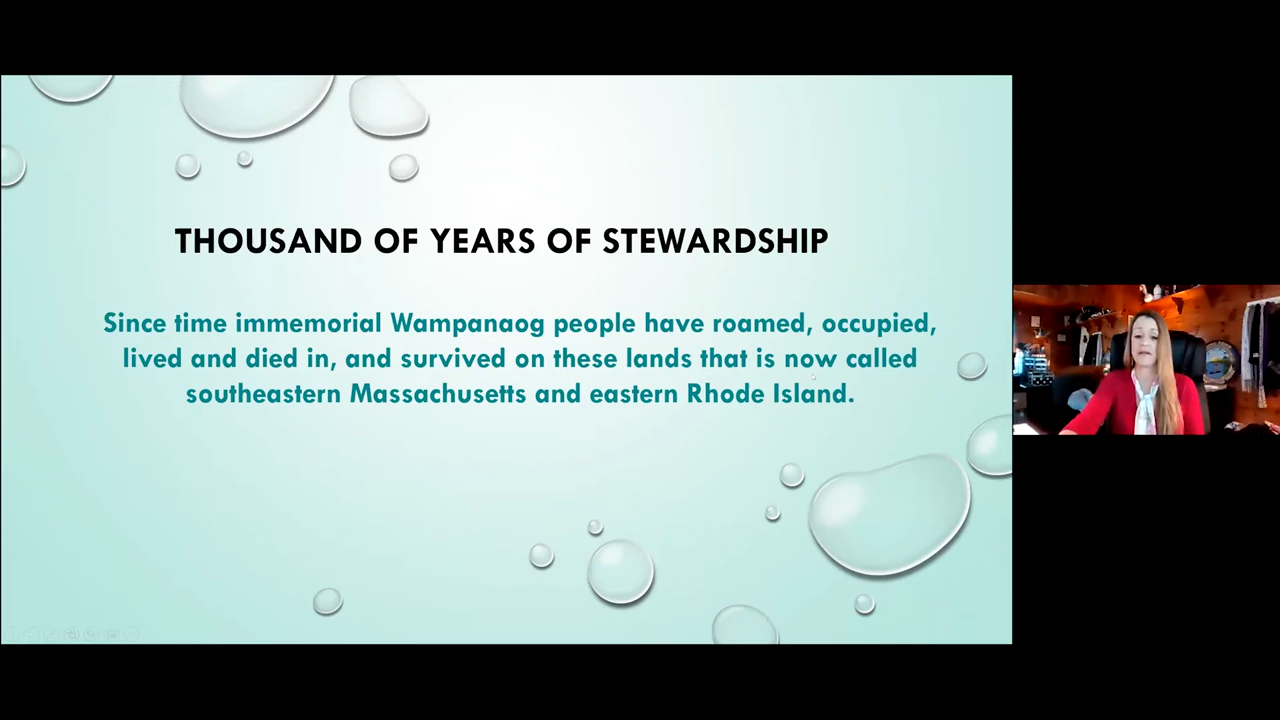 THOUSAND OF YEARS OF STEWARDSHIP
Since time immemorial Wampanaog people have roamed, occupied,
lived and died in, and survived on these lands that is now called
southeastern Massachusetts and eastern Rhode Island.